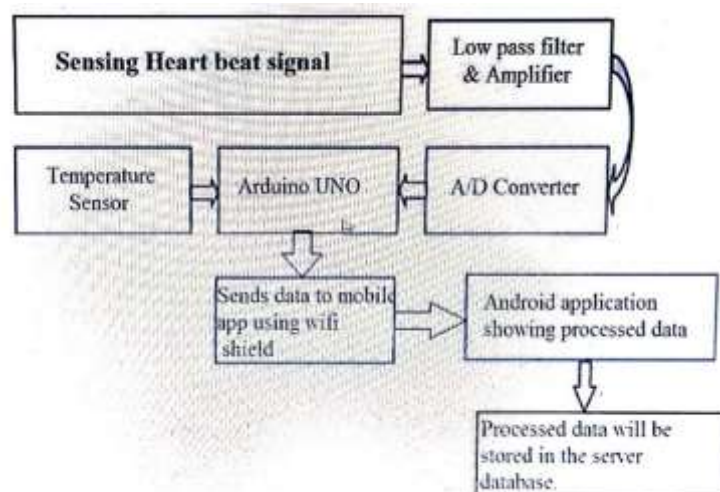 Sensing Heart beat signal
Low pass filter
& Amplifier
Temperature
Sensor
Arduino UNO
A/D Converter
Sends data to mobile
app using wifi
shield
Android application
showing processed data
Processed data will be
stored in the server
database.